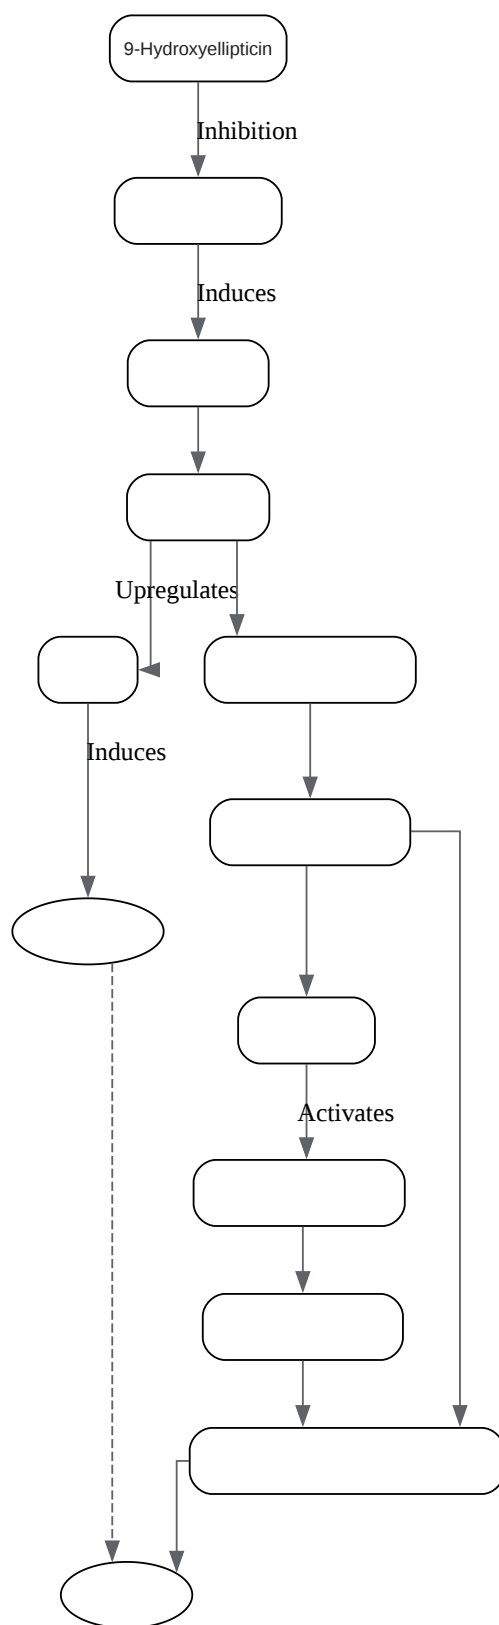 9-Hydroxyellipticin
Inhibition
Induces
Upregulates
Induces
Activates